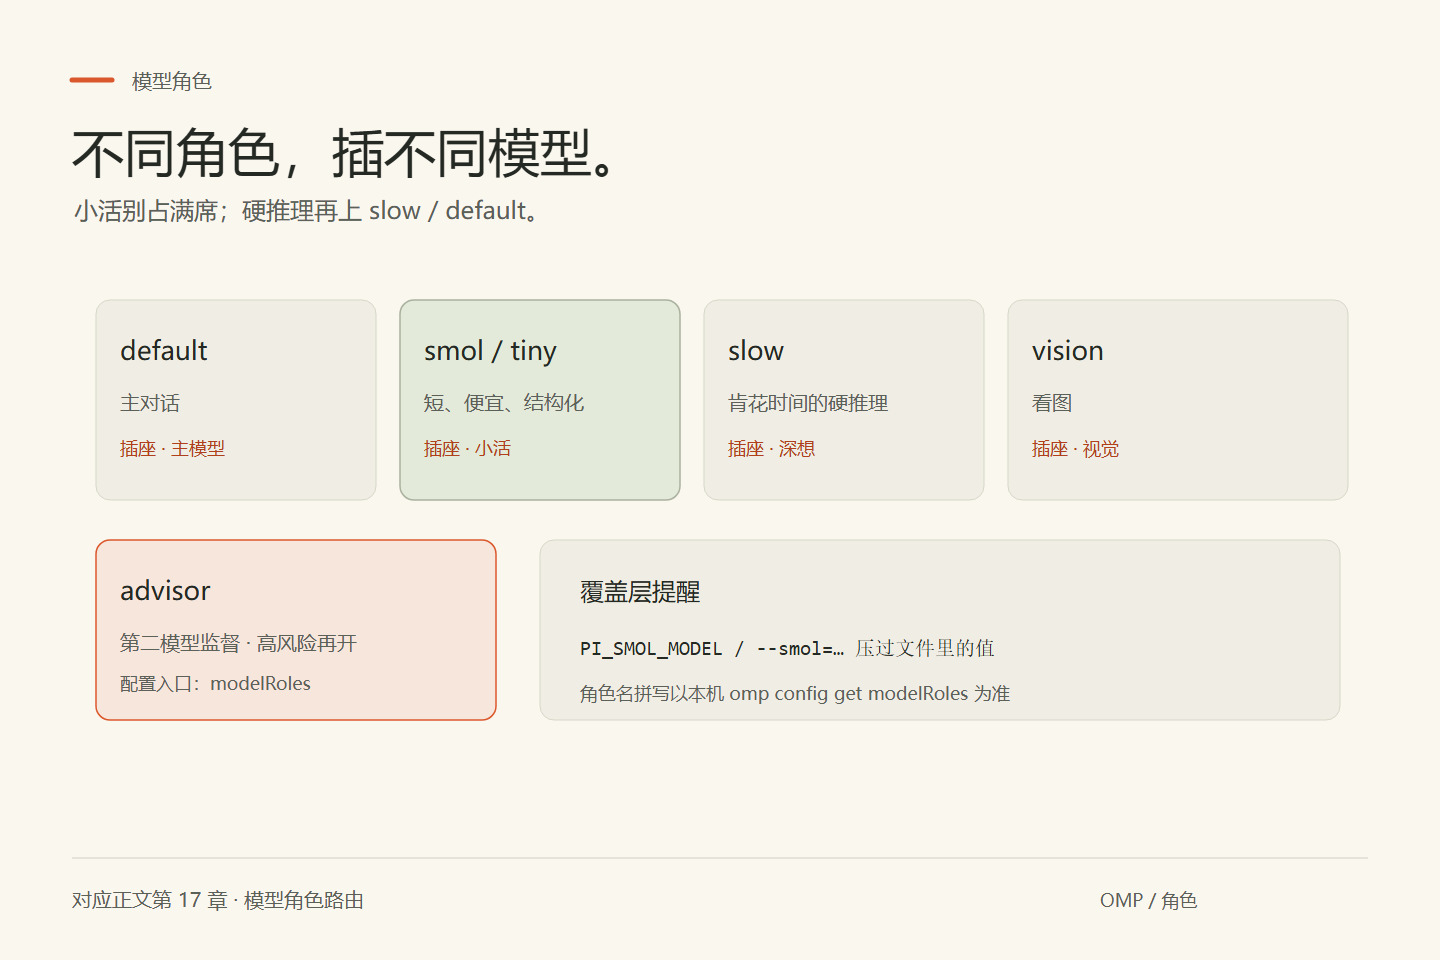 模型角色
不同角色，插不同模型。
小活别占满席；硬推理再上 slow / default。
default
主对话
插座 · 主模型
smol / tiny
短、便宜、结构化
插座 · 小活
slow
肯花时间的硬推理
插座 · 深想
vision
看图
插座 · 视觉
advisor
第二模型监督 · 高风险再开
配置入口：modelRoles
覆盖层提醒
PI_SMOL_MODEL / --smol=… 压过文件里的值
角色名拼写以本机 omp config get modelRoles 为准
对应正文第 17 章 · 模型角色路由
OMP / 角色